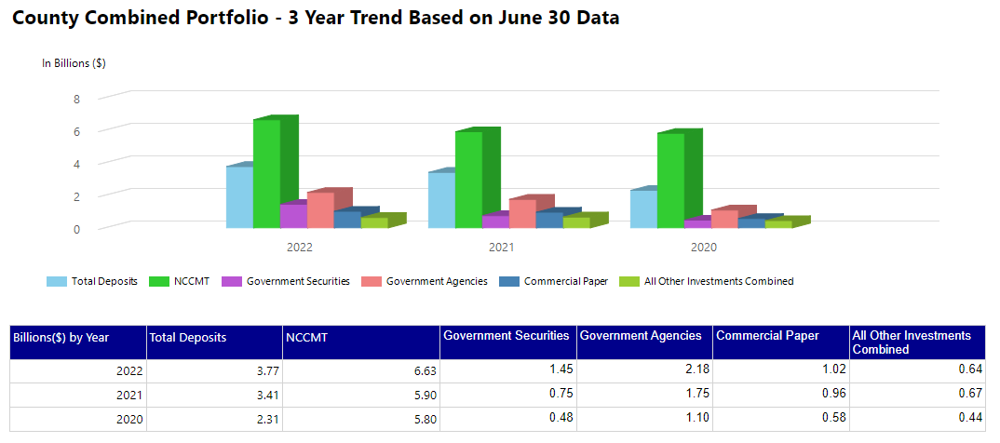 County Combined Portfolio - 3 Year Trend Based on June 30 Data
In Billions ($)
8
6
4
2
0
2022 2021 2020
Total Deposits NCCMT Government Securities Government Agencies Commercial Paper All Other Investments Combined
Billions($) by Year Total Deposits NCCMT Government Securities Government Agencies Commercial Paper All Other Investments
Combined
2022 3.77 6.63 1.45 2.18 1.02 0.64
2021 3.41 5.90 0.75 1.75 0.96 0.67
2020 2.31 5.80 0.48 1.10 0.58 0.44